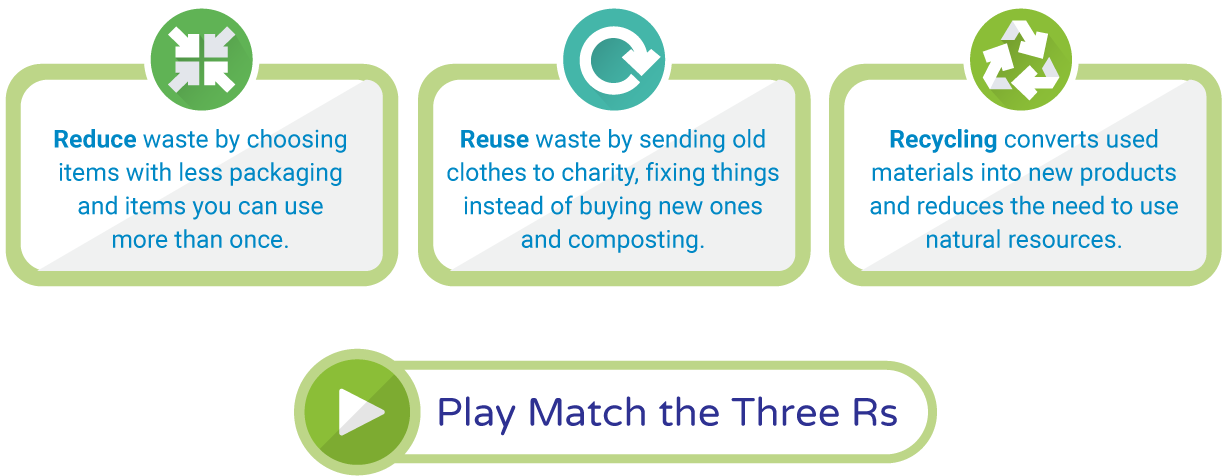 Reduce waste by choosing
items with less packaging
and items you can use
more than once.
Reuse waste by sending old
clothes to charity, fixing things
instead of buying new ones
and composting.
Recycling converts used
materials into new products
and reduces the need to use
natural resources.
Play Match the Three Rs